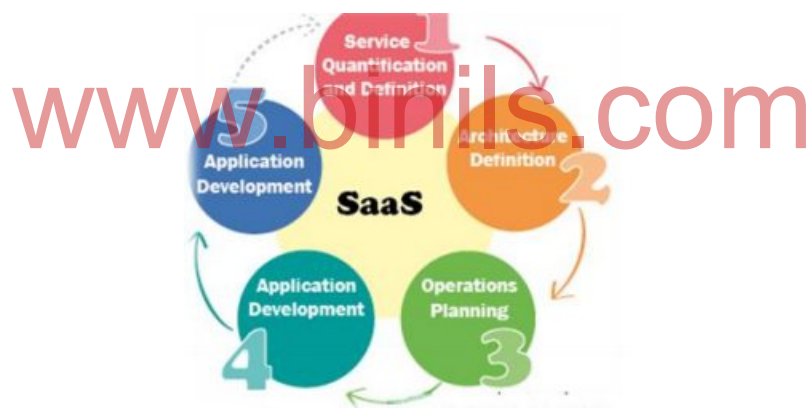 1
Service
Quantification
and Definition
www.binils.com
Architecture
Definition
2
5
Application
Development
SaaS
Application
Development
4
Operations
Planning
3